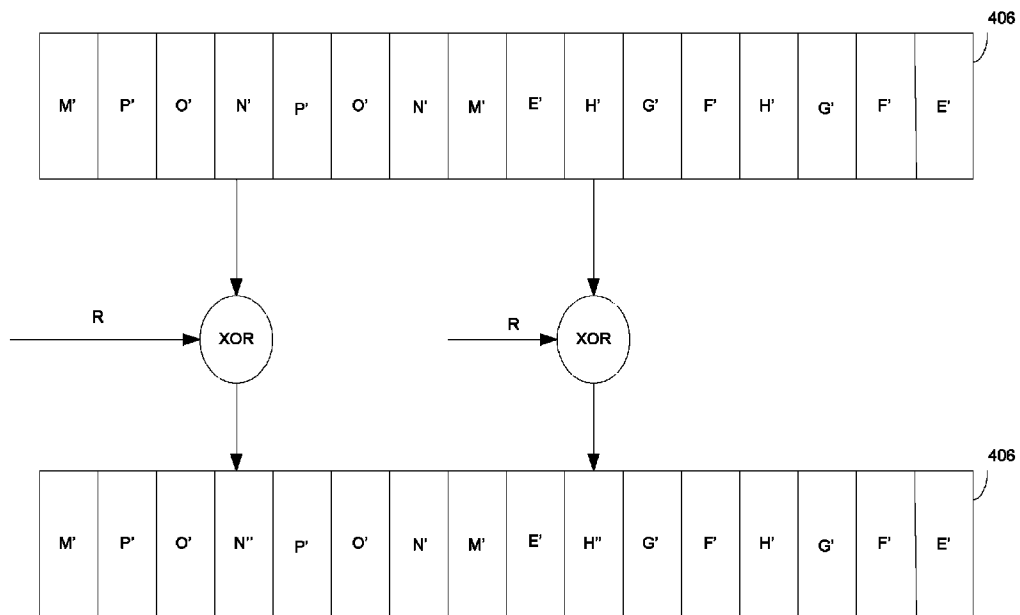 406
M' P' O' N' P' O' N' M' E' H' G' F' H' G' F' E'
R XOR R XOR
406
M' P' O' N" P' O' N' M' E' H" G' F' H' G' F' E'